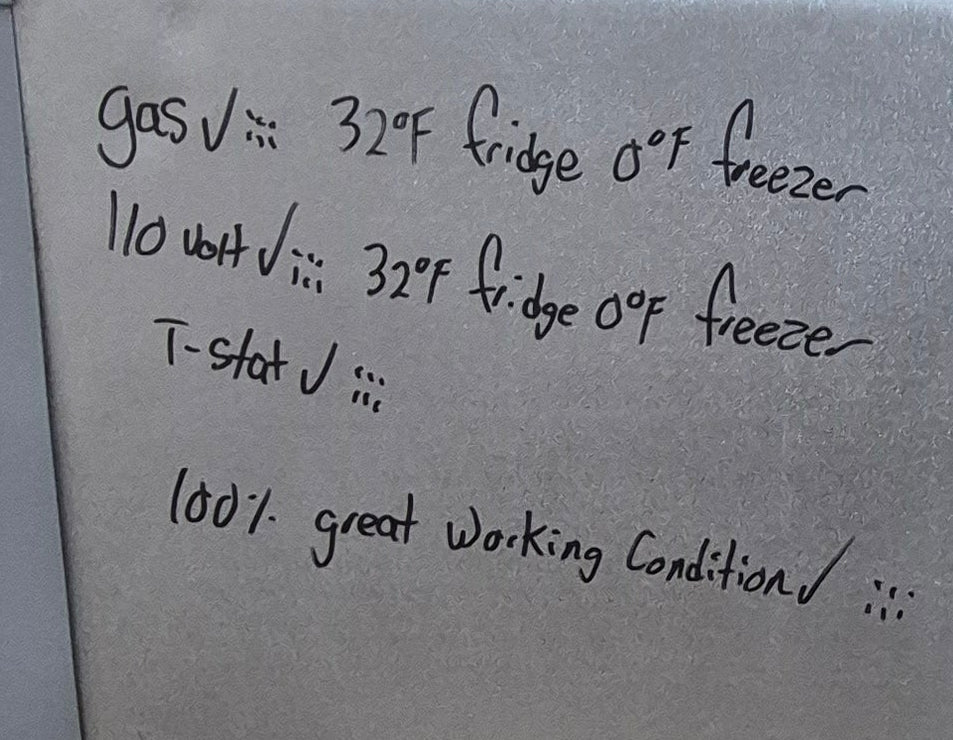 gas ✓ ⫶⫶⫶ 32°F fridge 0°F freezer
110 volt ✓ ⫶⫶⫶ 32°F fridge 0°F freezer
T-stat ✓ ⫶⫶⫶
100% great working Condition ✓ ⫶⫶⫶